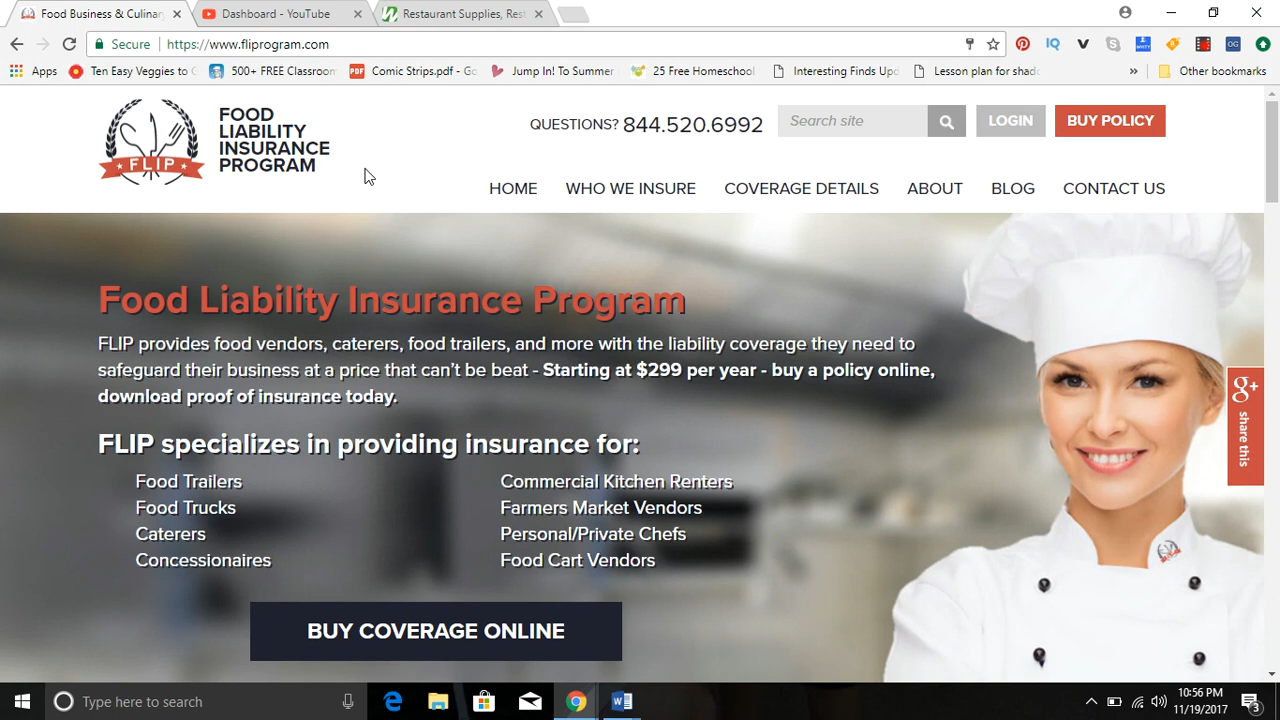 Food Business & Culinary
Dashboard - YouTube
Restaurant Supplies, Rest
Secure
https://www.fliprogram.com
Apps
Ten Easy Veggies to G
500+ FREE Classroom
PDF
Comic Strips.pdf - Go
Jump In! To Summer
25 Free Homeschool
Interesting Finds Upd
Lesson plan for shad
»
Other bookmarks
FLIP
FOOD
LIABILITY
INSURANCE
PROGRAM
QUESTIONS? 844.520.6992
Search site
LOGIN
BUY POLICY
HOME
WHO WE INSURE
COVERAGE DETAILS
ABOUT
BLOG
CONTACT US
Food Liability Insurance Program
FLIP provides food vendors, caterers, food trailers, and more with the liability coverage they need to
safeguard their business at a price that can't be beat - Starting at $299 per year - buy a policy online,
download proof of insurance today.
FLIP specializes in providing insurance for:
Food Trailers
Food Trucks
Caterers
Concessionaires
Commercial Kitchen Renters
Farmers Market Vendors
Personal/Private Chefs
Food Cart Vendors
BUY COVERAGE ONLINE
g+
share this
Type here to search
10:56 PM
11/19/2017
3